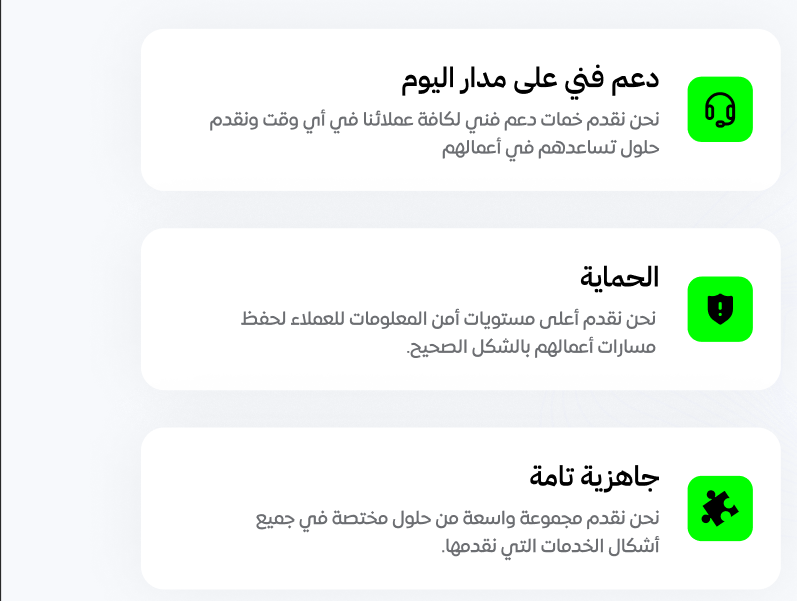 دعم فني على مدار اليوم
نحن نقدم خمات دعم فني لكافة عملائنا في أي وقت ونقدم
حلول تساعدهم في أعمالهم
الحماية
نحن نقدم أعلى مستويات أمن المعلومات للعملاء لحفظ
مسارات أعمالهم بالشكل الصحيح.
جاهزية تامة
نحن نقدم مجموعة واسعة من حلول مختصة في جميع
أشكال الخدمات التي نقدمها.